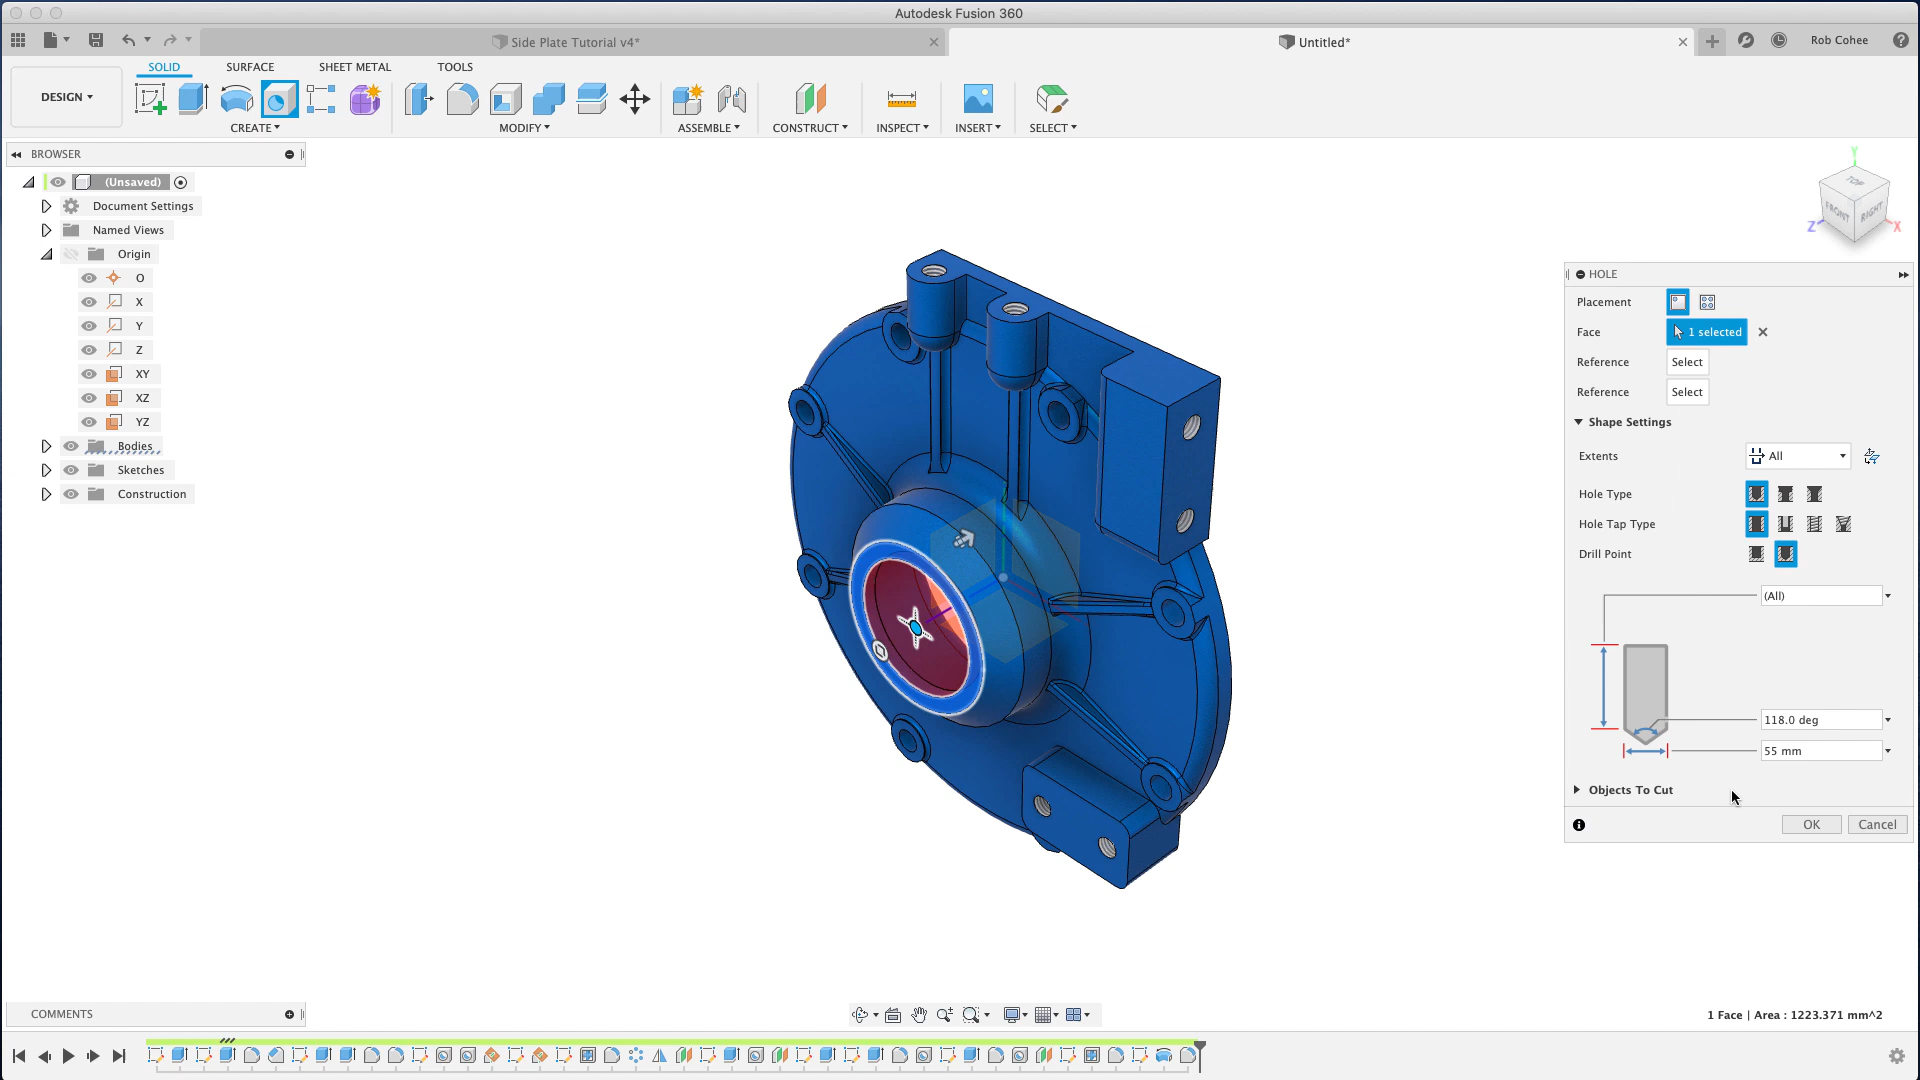 Autodesk Fusion 360
Side Plate Tutorial v4*
Untitled*
Rob Cohee
DESIGN
SOLID
SURFACE
SHEET METAL
TOOLS
CREATE
MODIFY
ASSEMBLE
CONSTRUCT
INSPECT
INSERT
SELECT
BROWSER
(Unsaved)
Document Settings
Named Views
Origin
O
X
Y
Z
XY
XZ
YZ
Bodies
Sketches
Construction
Y
TOP
FRONT
RIGHT
Z
X
HOLE
Placement
Face
1 selected
Reference
Select
Reference
Select
Shape Settings
Extents
All
Hole Type
Hole Tap Type
Drill Point
(All)
118.0 deg
55 mm
Objects To Cut
OK
Cancel
COMMENTS
1 Face | Area : 1223.371 mm^2